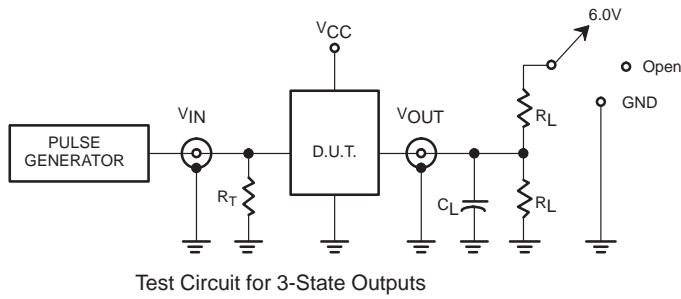 6.0V
Open
GND
VCC
VIN
VOUT
RL
PULSE
GENERATOR
D.U.T.
RT
CL
RL
Test Circuit for 3-State Outputs